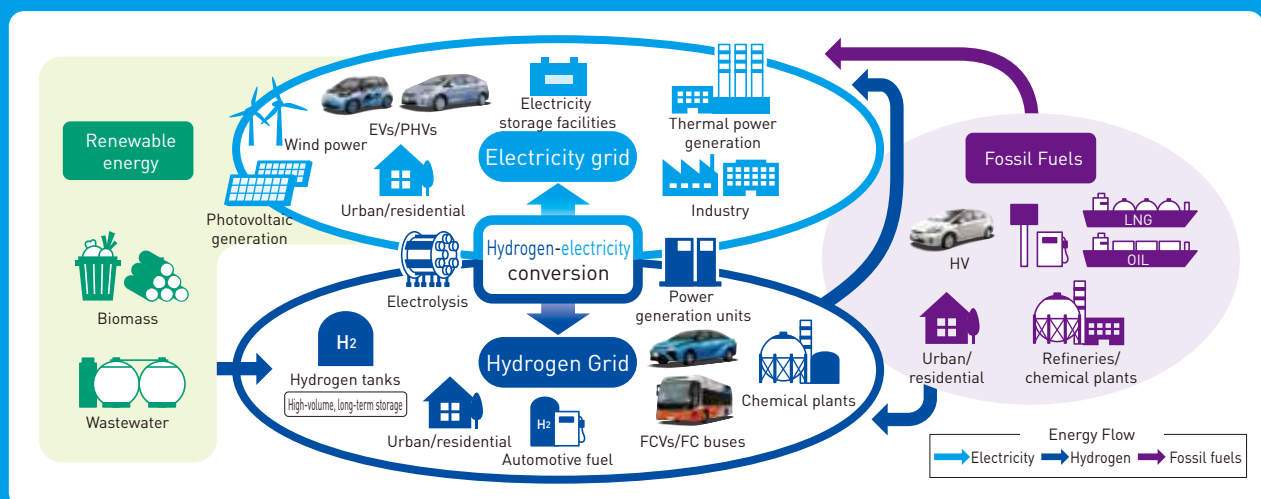 Renewable
energy
Wind power
Photovoltaic
generation
Biomass
Wastewater
EVs/PHVs
Electricity
storage facilities
Thermal power
generation
Electricity grid
Urban/residential
Industry
Hydrogen-electricity
conversion
Electrolysis
Power
generation units
H2
Hydrogen tanks
High-volume, long-term storage
Hydrogen Grid
Urban/residential
H2
Automotive fuel
FCVs/FC buses
Chemical plants
Fossil Fuels
HV
LNG
OIL
Urban/
residential
Refineries/
chemical plants
Energy Flow
Electricity
Hydrogen
Fossil fuels